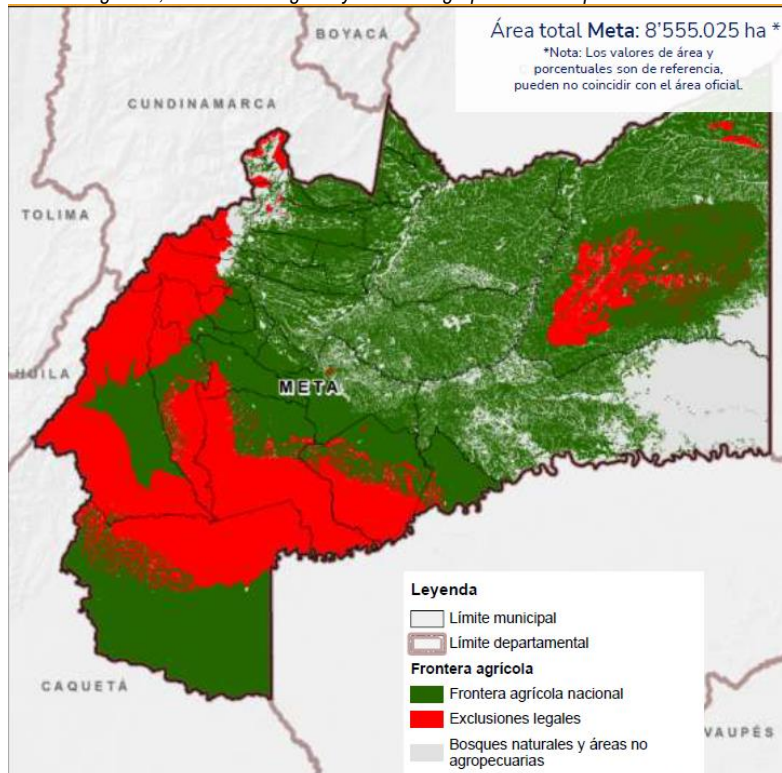 BOYACÁ
Área total Meta: 8'555.025 ha *
*Nota: Los valores de área y
porcentuales son de referencia,
pueden no coincidir con el área oficial.
CUNDINAMARCA
TOLIMA
HUILA
META
Leyenda
Límite municipal
Límite departamental
Frontera agrícola
Frontera agrícola nacional
Exclusiones legales
Bosques naturales y áreas no
agropecuarias
CAQUETÁ
VAUPÉS